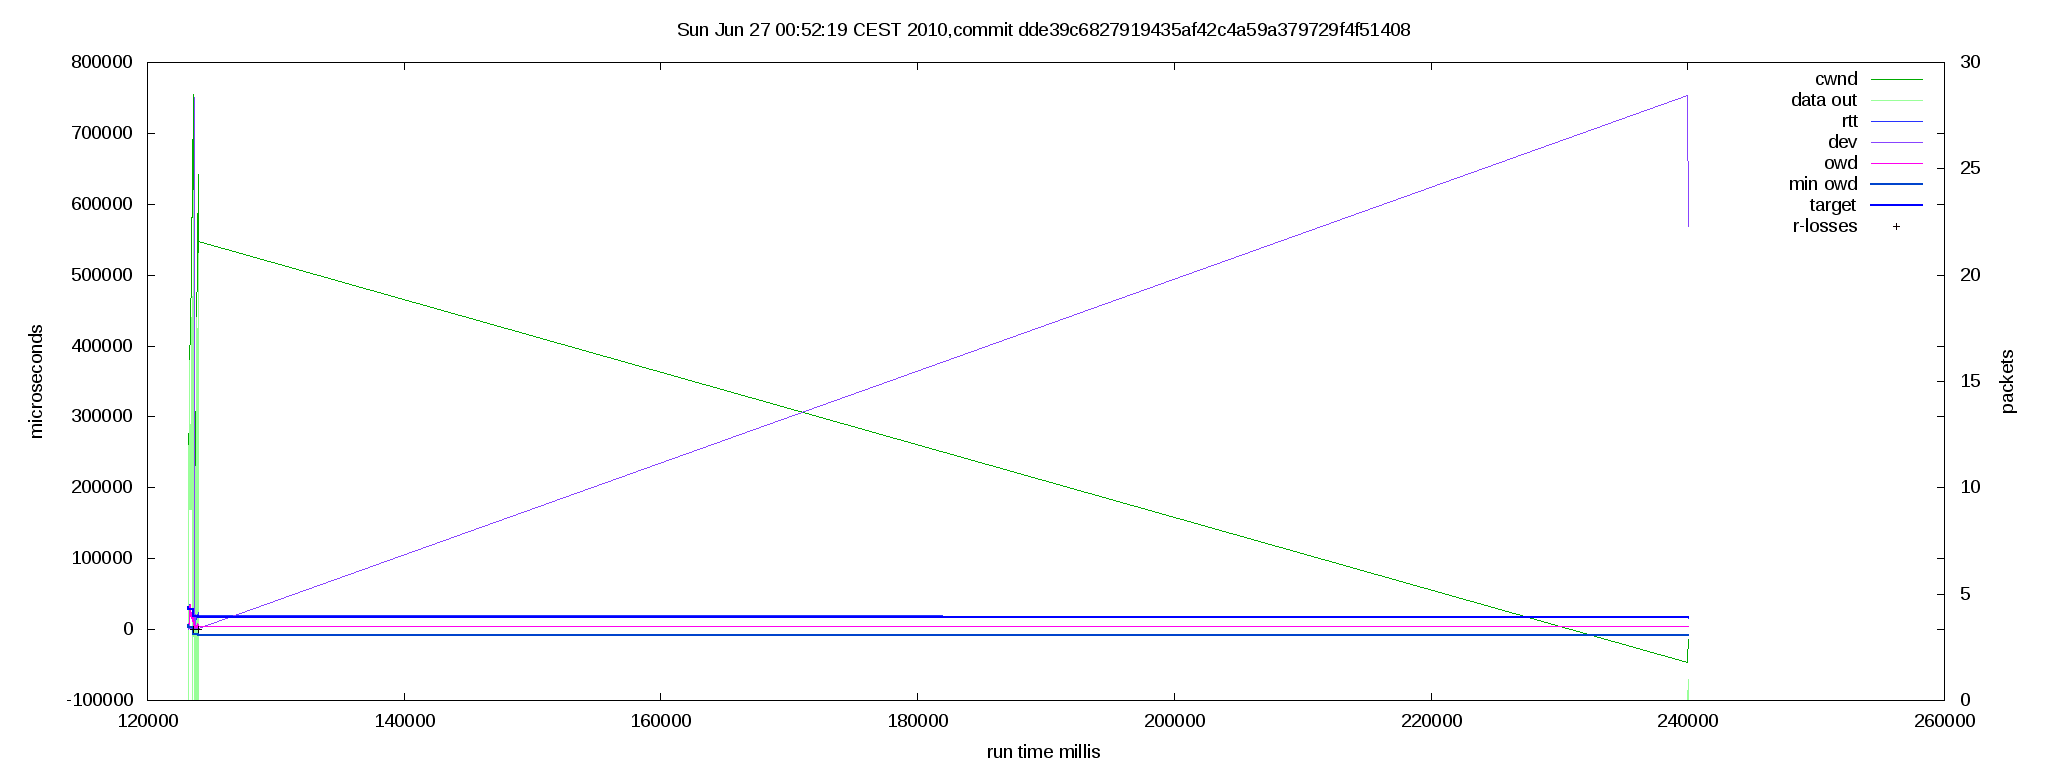 Sun Jun 27 00:52:19 CEST 2010,commit dde39c6827919435af42c4a59a379729f4f51408
800000
700000
600000
500000
400000
300000
200000
100000
0
-100000
microseconds
30
25
20
15
10
5
0
packets
cwnd
data out
rtt
dev
owd
min owd
target
r-losses
120000 140000 160000 180000 200000 220000 240000 260000
run time millis